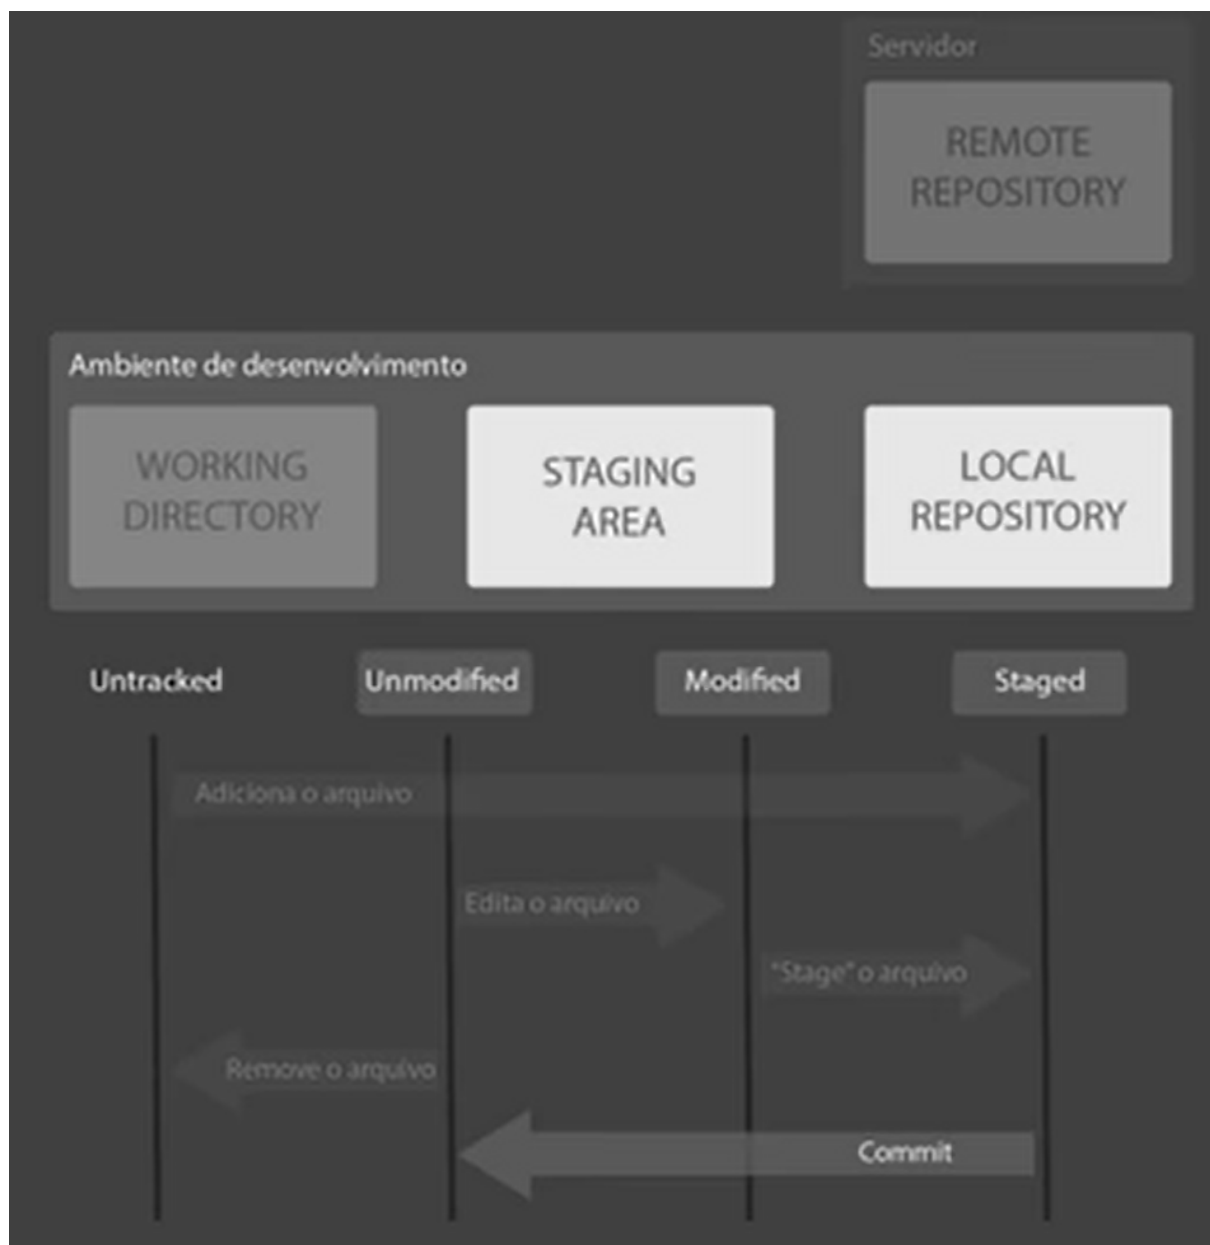 Servidor
REMOTE
REPOSITORY
Ambiente de desenvolvimento
WORKING
DIRECTORY
STAGING
AREA
LOCAL
REPOSITORY
Untracked
Unmodified
Modified
Staged
Adiciona o arquivo
Edita o arquivo
"Stage" o arquivo
Remove o arquivo
Commit